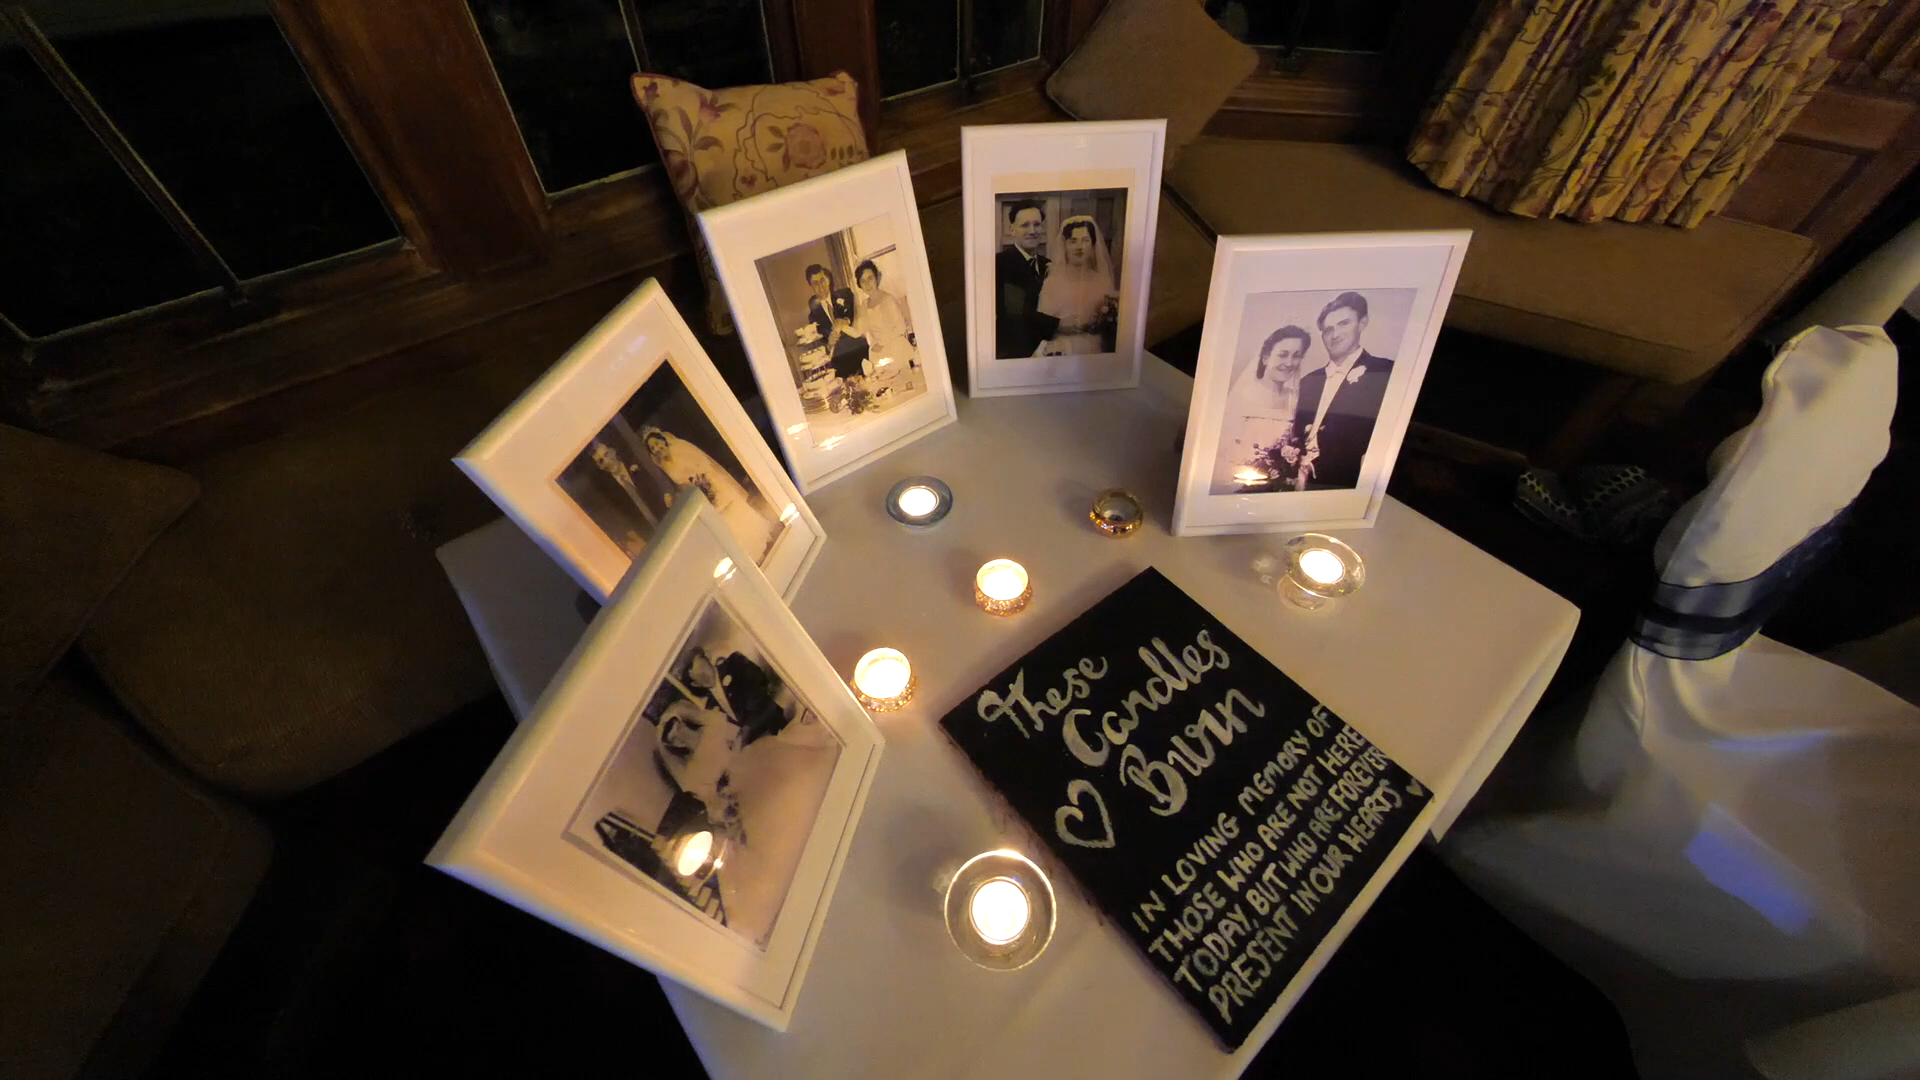 These
Candles
Burn
IN LOVING MEMORY OF
THOSE WHO ARE NOT HERE
TODAY, BUT WHO ARE FOREVER
PRESENT IN OUR HEARTS